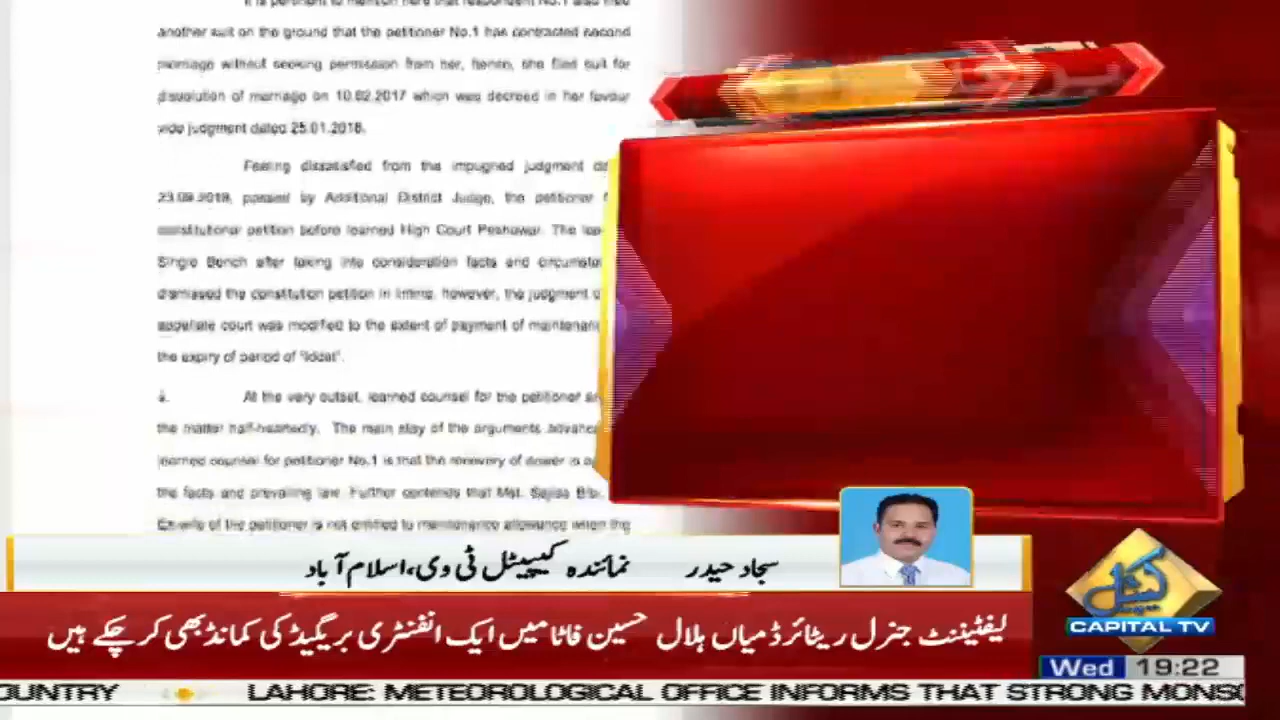 another suit on the ground that the petitioner No.1 has contracted second
marriage without seeking permission from her, hence, she filed suit for
dissolution of marriage on 10.02.2017 which was decreed in her favour
vide judgment dated 25.01.2018.
Feeling dissatisfied from the impugned judgment
passed by Additional District Judge, the petitioner
constitutional petition before learned High Court Peshawar. The
Single Bench after taking into consideration facts and
dismissed the constitution petition in limine, however, the judgment
appellate court was modified to the extent of payment of
the expiry of period of "iddat".
At the very outset, learned counsel for the petitioner
the matter half-heartedly. The main stay of the arguments
learned counsel for petitioner No.1 is that the recovery of dower is
the facts and prevailing law. Further contends that Mst. Sajida
Ex-wife of the petitioner is not entitled to maintenance allowance when the
سجاد حیدر نمائندہ کیپیٹل ٹی وی، اسلام آباد
لیفٹیننٹ جنرل ریٹائرڈ میاں ہلال حسین فاٹا میں ایک انفنٹری بریگیڈ کی کمانڈ بھی کر چکے ہیں
کیپیٹل
CAPITAL TV
Wed 19:22
OUNTRY LAHORE: METEOROLOGICAL OFFICE INFORMS THAT STRONG MONSO